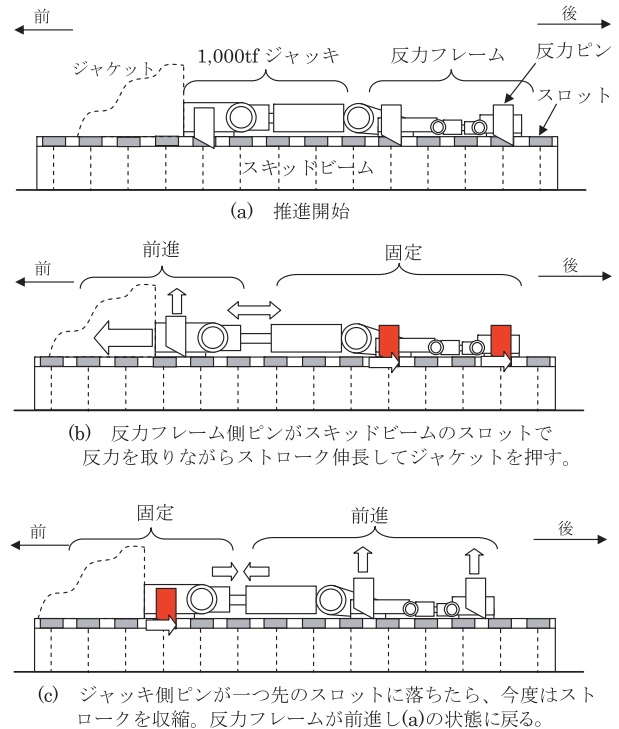 前
後
1,000tf ジャッキ
反力フレーム
反力ピン
ジャケット
スロット
スキッドビーム
(a) 推進開始
前進
固定
前
後
(b) 反力フレーム側ピンがスキッドビームのスロットで
反力を取りながらストローク伸長してジャケットを押す。
固定
前進
前
後
(c) ジャッキ側ピンが一つ先のスロットに落ちたら、今度はスト
ロークを収縮。反力フレームが前進し(a)の状態に戻る。